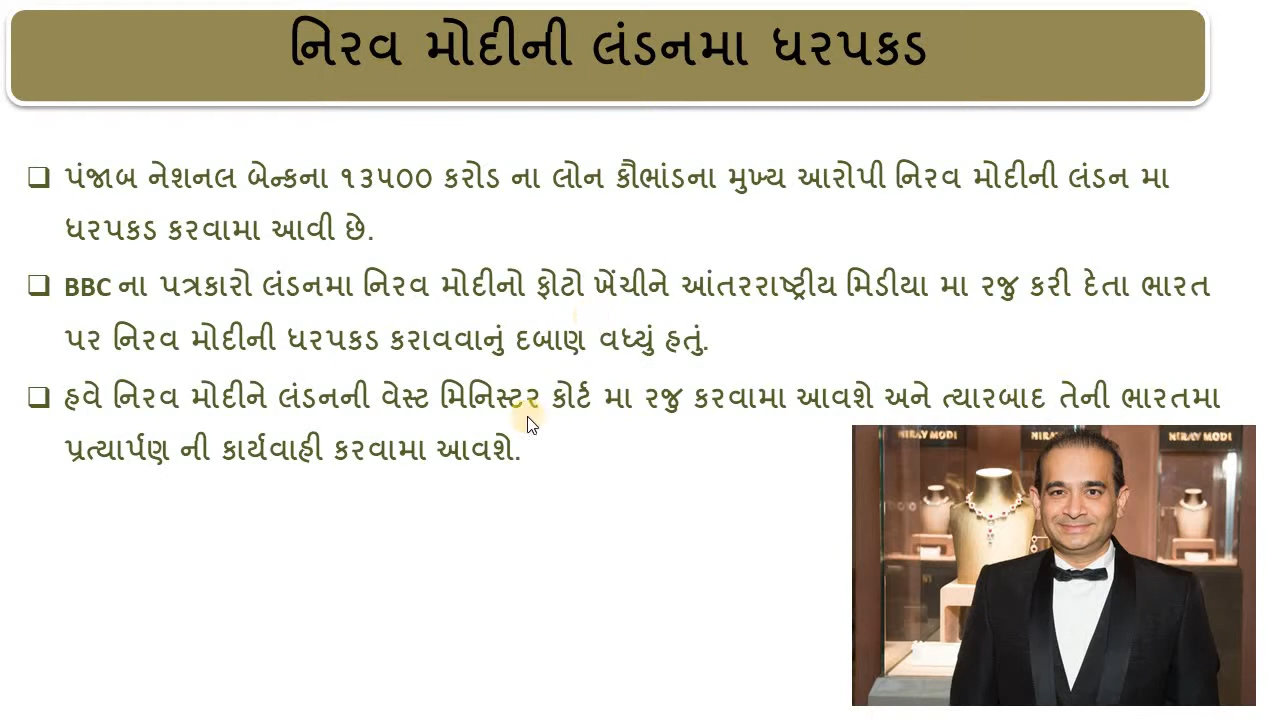 નિરવ મોદીની લંડનમા ધરપકડ
પંજાબ નેશનલ બેન્કના ૧૩૫૦૦ કરોડ ના લોન કૌભાંડના મુખ્ય આરોપી નિરવ મોદીની લંડન મા
ધરપકડ કરવામા આવી છે.
BBC ના પત્રકારો લંડનમા નિરવ મોદીનો ફોટો ખેંચીને આંતરરાષ્ટ્રીય મિડીયા મા રજુ કરી દેતા ભારત
પર નિરવ મોદીની ધરપકડ કરાવવાનું દબાણ વધ્યું હતું.
હવે નિરવ મોદીને લંડનની વેસ્ટ મિનિસ્ટર કોર્ટ મા રજુ કરવામા આવશે અને ત્યારબાદ તેની ભારતમા
પ્રત્યાર્પણ ની કાર્યવાહી કરવામા આવશે.
NIRAV MODI
NIRAV MODI